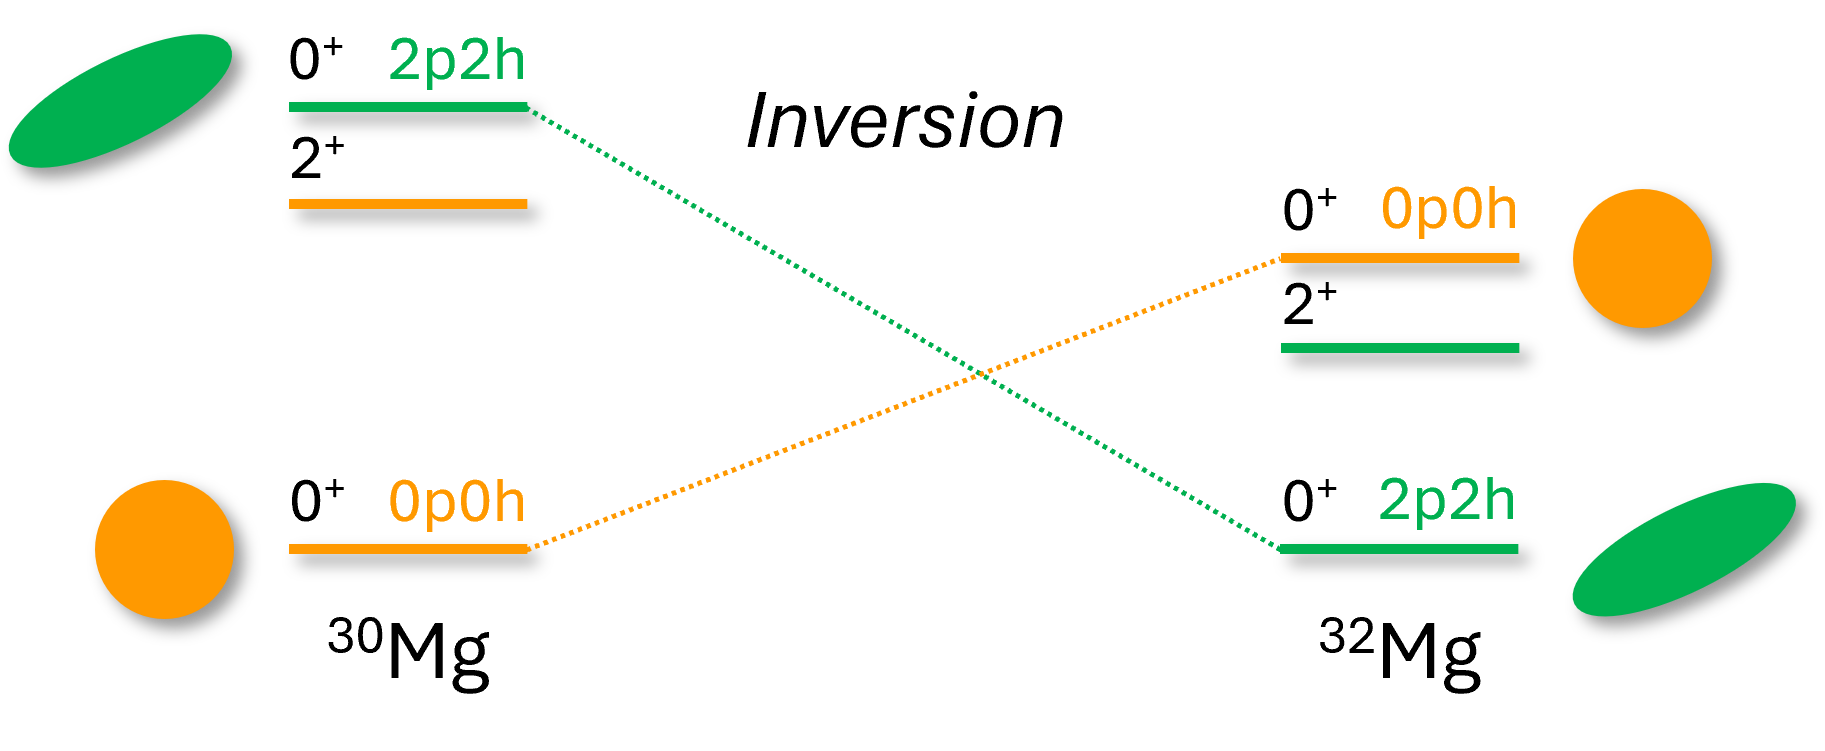 0⁺ 2p2h
2⁺
Inversion
0⁺ 0p0h
2⁺
0⁺ 0p0h
0⁺ 2p2h
³⁰Mg
³²Mg